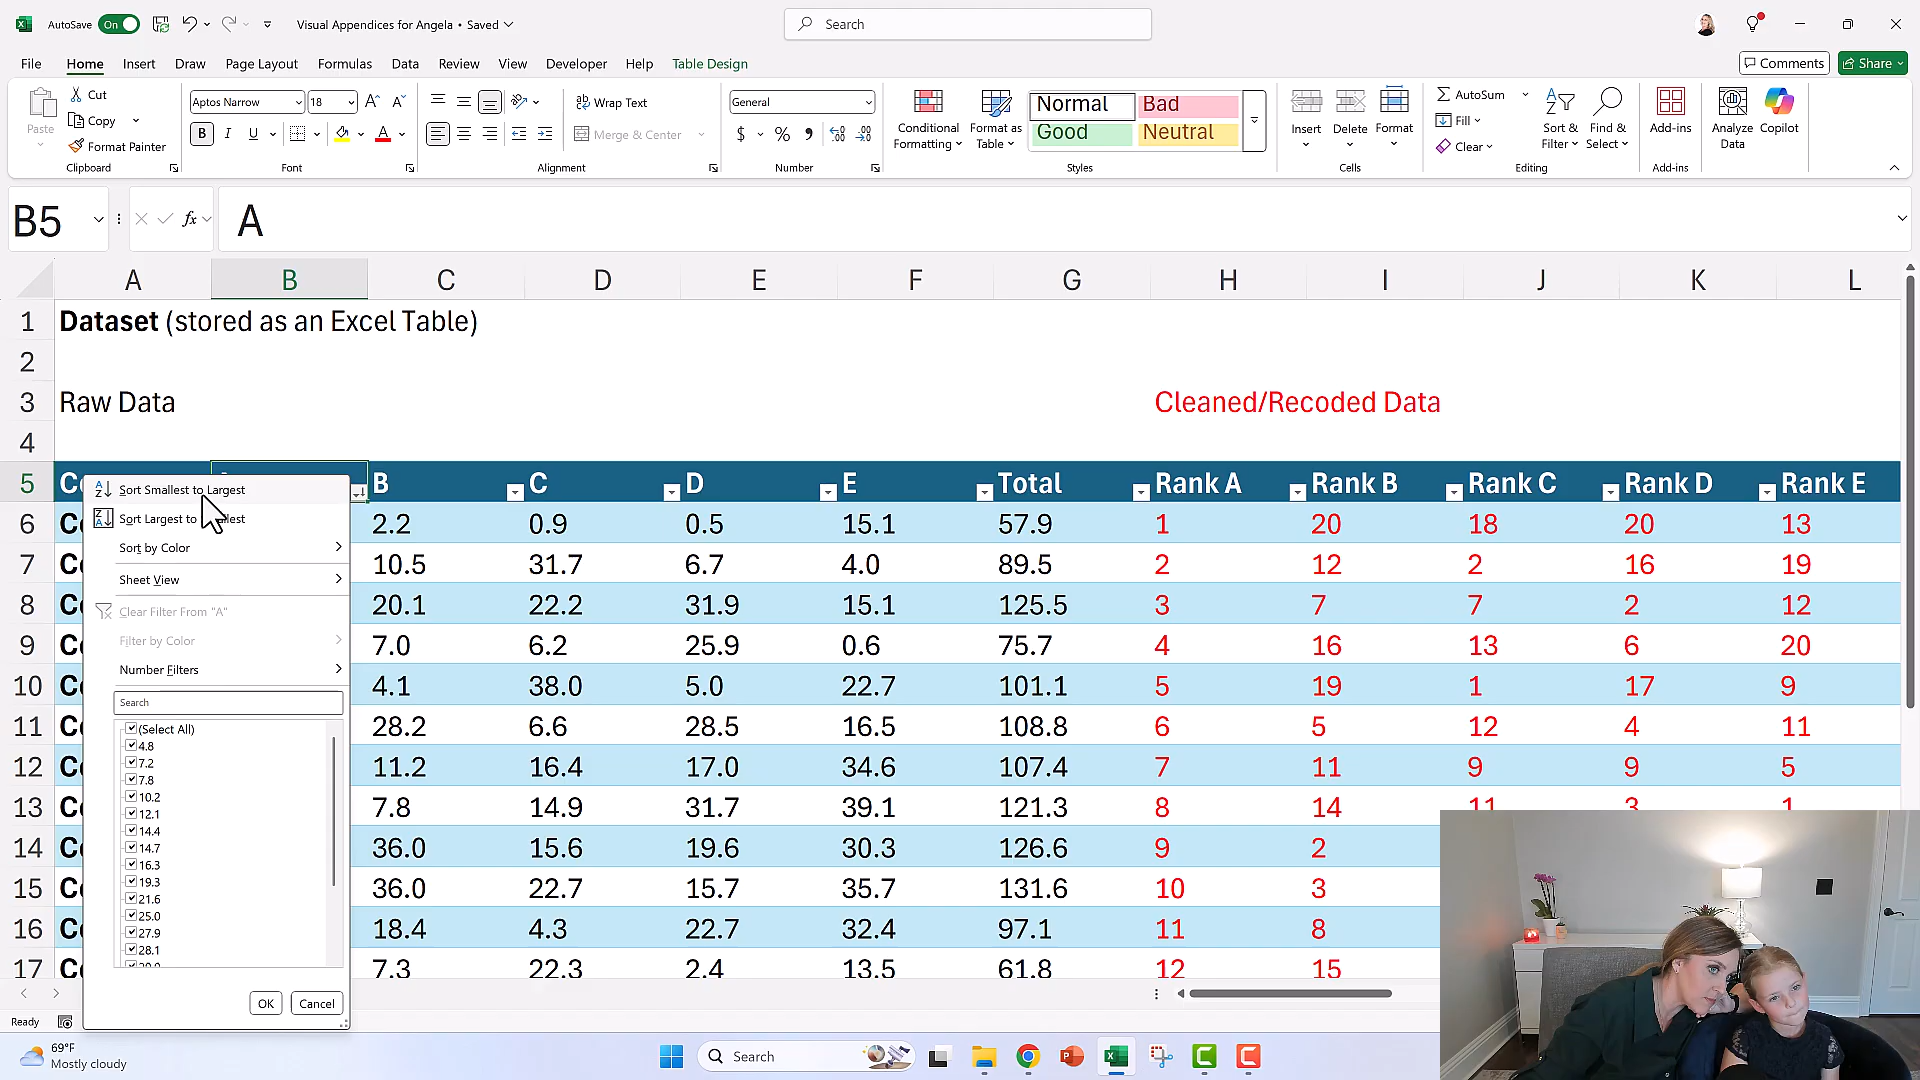 AutoSave On Visual Appendices for Angela • Saved Search
File Home Insert Draw Page Layout Formulas Data Review View Developer Help Table Design Comments Share
Paste Cut Copy Format Painter Clipboard
Aptos Narrow 18 B I U A Font
Wrap Text Merge & Center Alignment
General $ % Number
Conditional Formatting Format as Table Normal Bad Good Neutral Styles
Insert Delete Format Cells
AutoSum Fill Clear Sort & Filter Find & Select Editing
Add-ins Add-ins Analyze Data Copilot
B5 fx A
A B C D E F G H I J K L
1 Dataset (stored as an Excel Table)
2
3 Raw Data Cleaned/Recoded Data
4
5 B C D E Total Rank A Rank B Rank C Rank D Rank E
6 2.2 0.9 0.5 15.1 57.9 1 20 18 20 13
7 10.5 31.7 6.7 4.0 89.5 2 12 2 16 19
8 20.1 22.2 31.9 15.1 125.5 3 7 7 2 12
9 7.0 6.2 25.9 0.6 75.7 4 16 13 6 20
10 4.1 38.0 5.0 22.7 101.1 5 19 1 17 9
11 28.2 6.6 28.5 16.5 108.8 6 5 12 4 11
12 11.2 16.4 17.0 34.6 107.4 7 11 9 9 5
13 7.8 14.9 31.7 39.1 121.3 8 14 11 3 1
14 36.0 15.6 19.6 30.3 126.6 9 2
15 36.0 22.7 15.7 35.7 131.6 10 3
16 18.4 4.3 22.7 32.4 97.1 11 8
17 7.3 22.3 2.4 13.5 61.8 12 15
Sort Smallest to Largest
Sort Largest to
Sort by Color
Sheet View
Clear Filter From "A"
Filter by Color
Number Filters
Search
(Select All)
4.8
7.2
7.8
10.2
12.1
14.4
14.7
16.3
19.3
21.6
25.0
27.9
28.1
OK Cancel
Ready
69°F
Mostly cloudy
Search